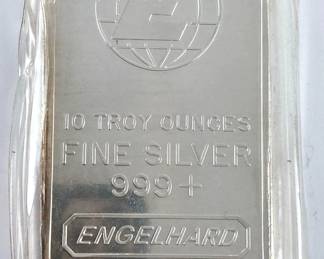 E
10 TROY OUNCES
FINE SILVER
999+
ENGELHARD